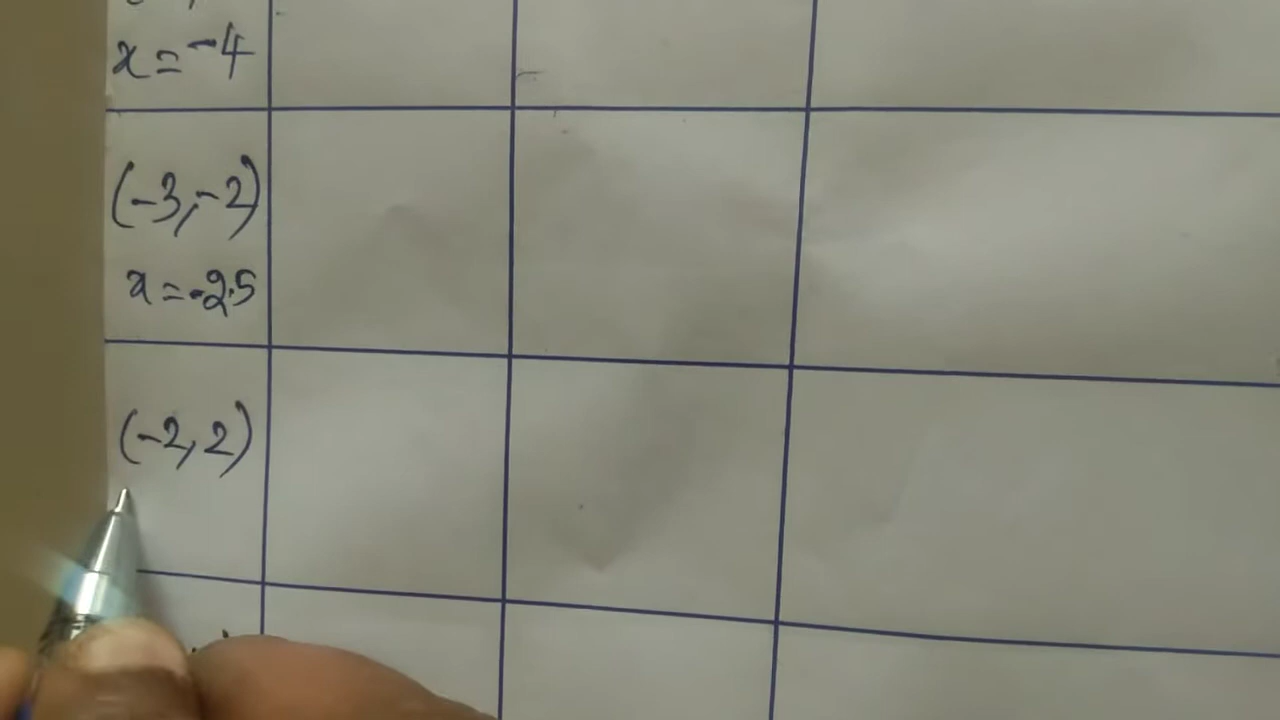 x = -4
(-3,-2)
x = -2.5
(-2, 2)